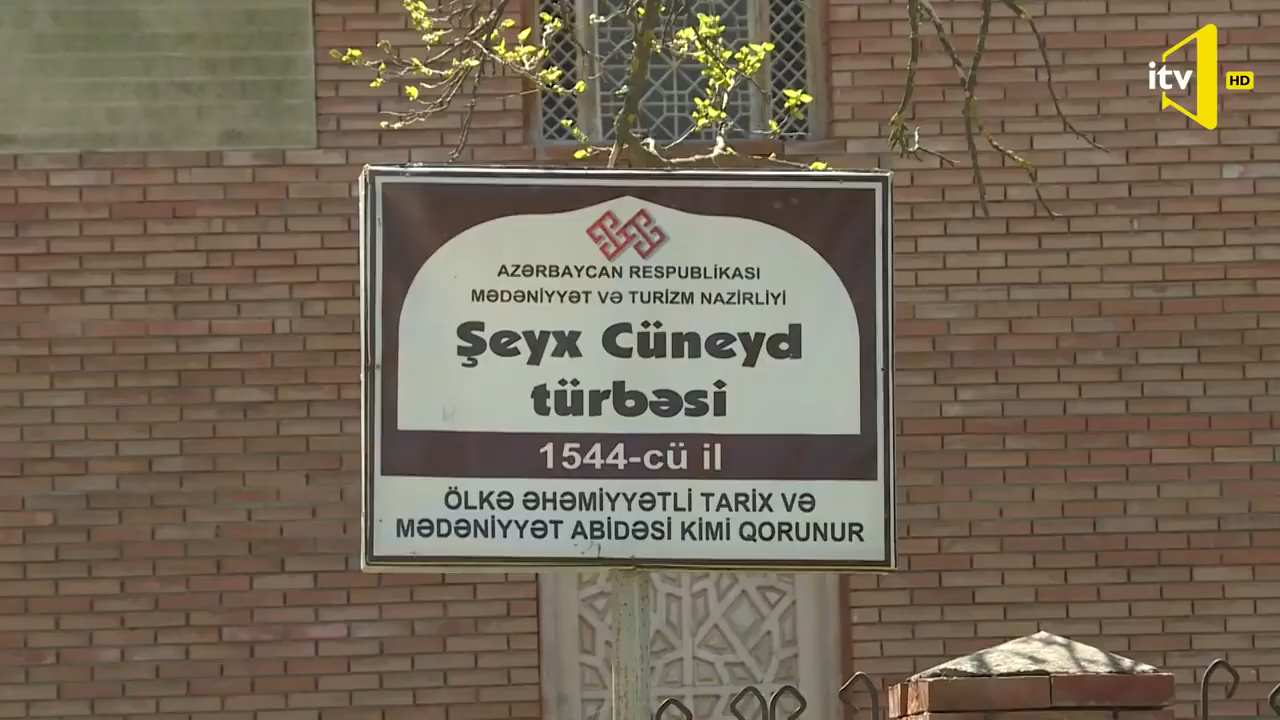 itv
HD
AZƏRBAYCAN RESPUBLİKASI
MƏDƏNİYYƏT VƏ TURİZM NAZİRLİYİ
Şeyx Cüneyd
türbəsi
1544-cü il
ÖLKƏ ƏHƏMİYYƏTLİ TARİX VƏ
MƏDƏNİYYƏT ABİDƏSİ KİMİ QORUNUR